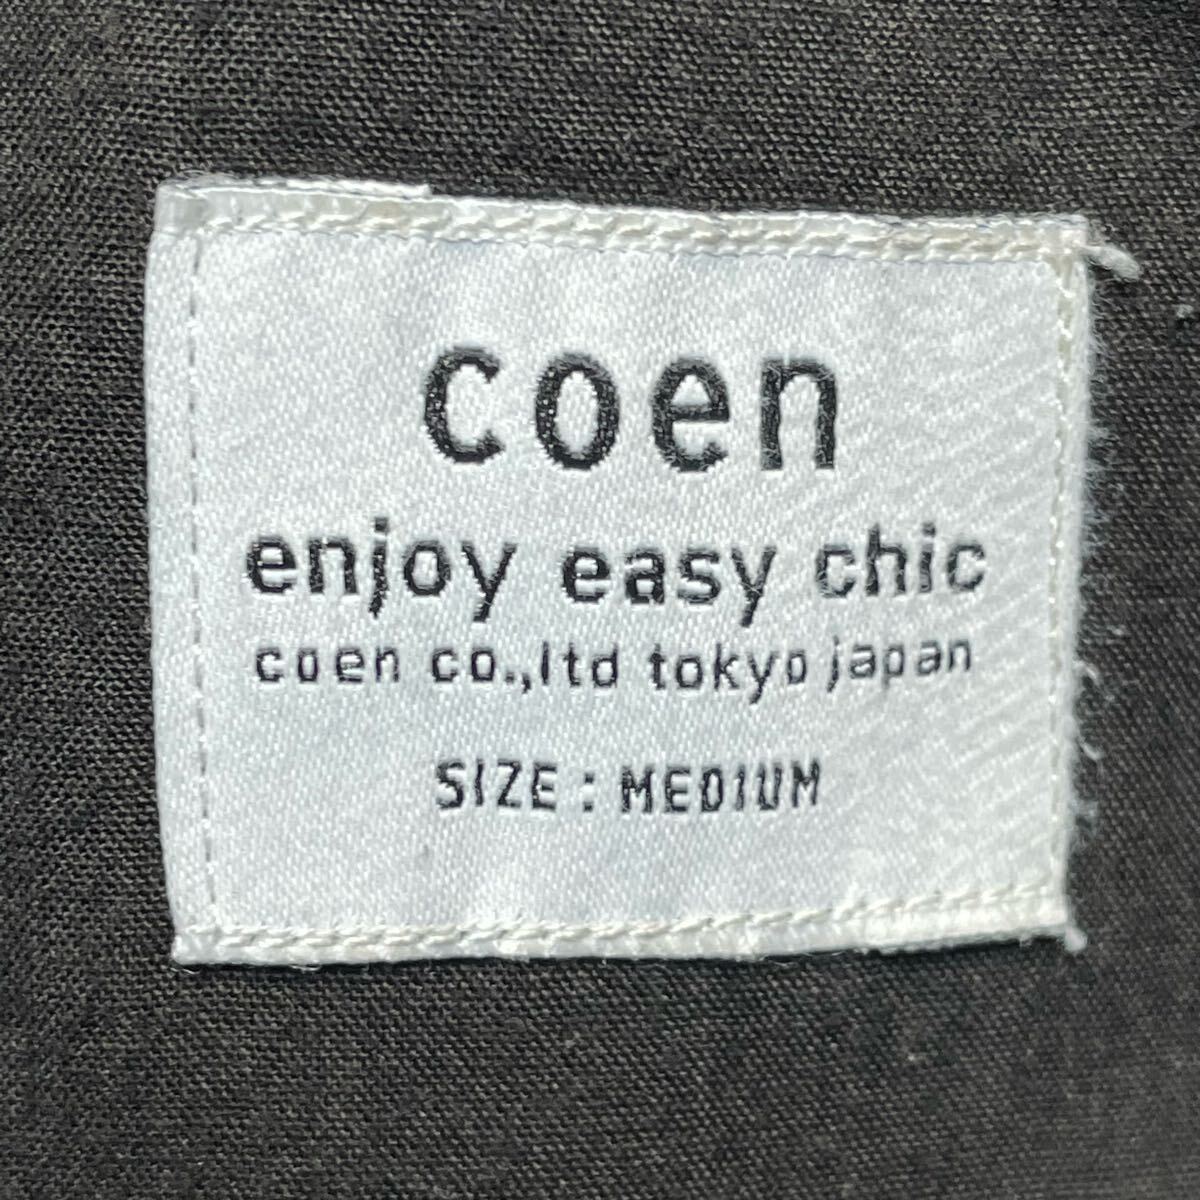 coen
enjoy easy chic
coen co.,ltd tokyo japan
SIZE : MEDIUM